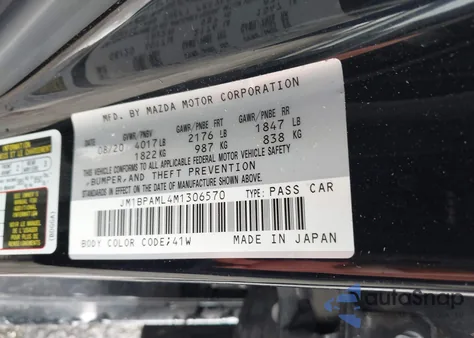 MFD. BY MAZDA MOTOR CORPORATION
GVWR/PNBV GAWR/PNBE FRT GAWR/PNBE RR
08/20 4017 LB 2176 LB 1847 LB
1822 KG 987 KG 838 KG
THIS VEHICLE CONFORMS TO ALL APPLICABLE FEDERAL MOTOR VEHICLE SAFETY
BUMPER, AND THEFT PREVENTION
STANDARDS IN EFFECT ON THE DATE OF MANUFACTURE SHOWN ABOVE.
JM1BPAML4M1306570 TYPE: PASS CAR
BODY COLOR CODE: 41W MADE IN JAPAN
autoSnap